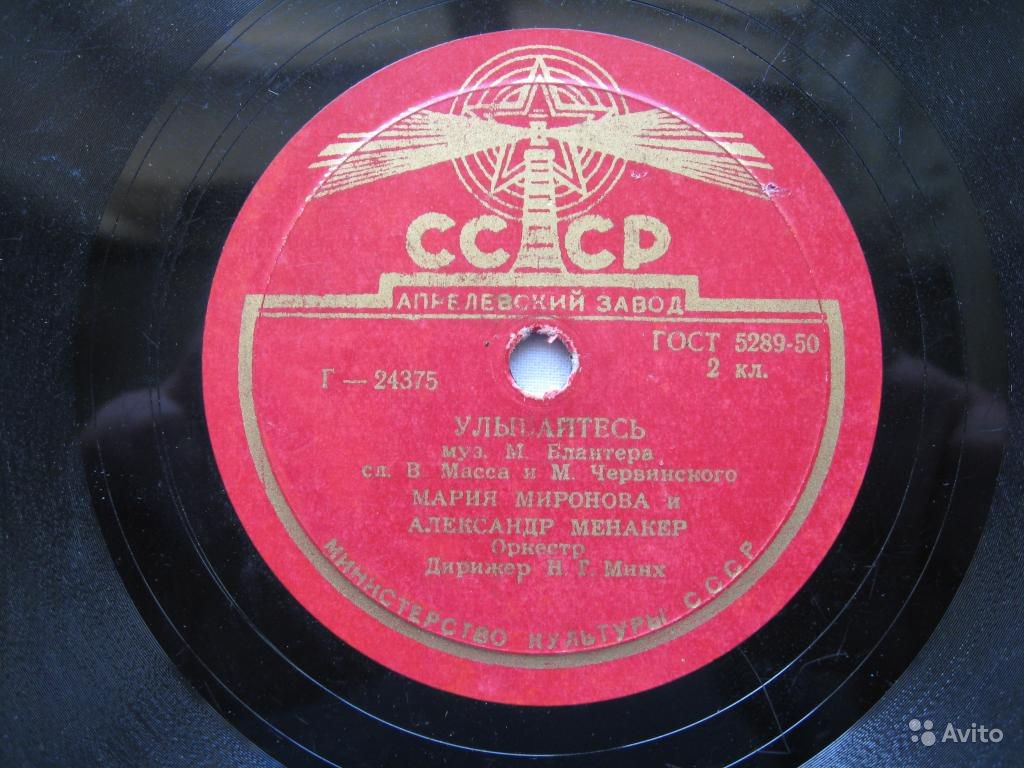 СССР
АПРЕЛЕВСКИЙ ЗАВОД
ГОСТ 5289-50
2 кл.
Г — 24375
УЛЫБАЙТЕСЬ
муз. М. Блантера
сл. В Масса и М. Червинского
МАРИЯ МИРОНОВА и
АЛЕКСАНДР МЕНАКЕР
Оркестр
Дирижер Н. Г. Минх
МИНИСТЕРСТВО КУЛЬТУРЫ СССР
Avito